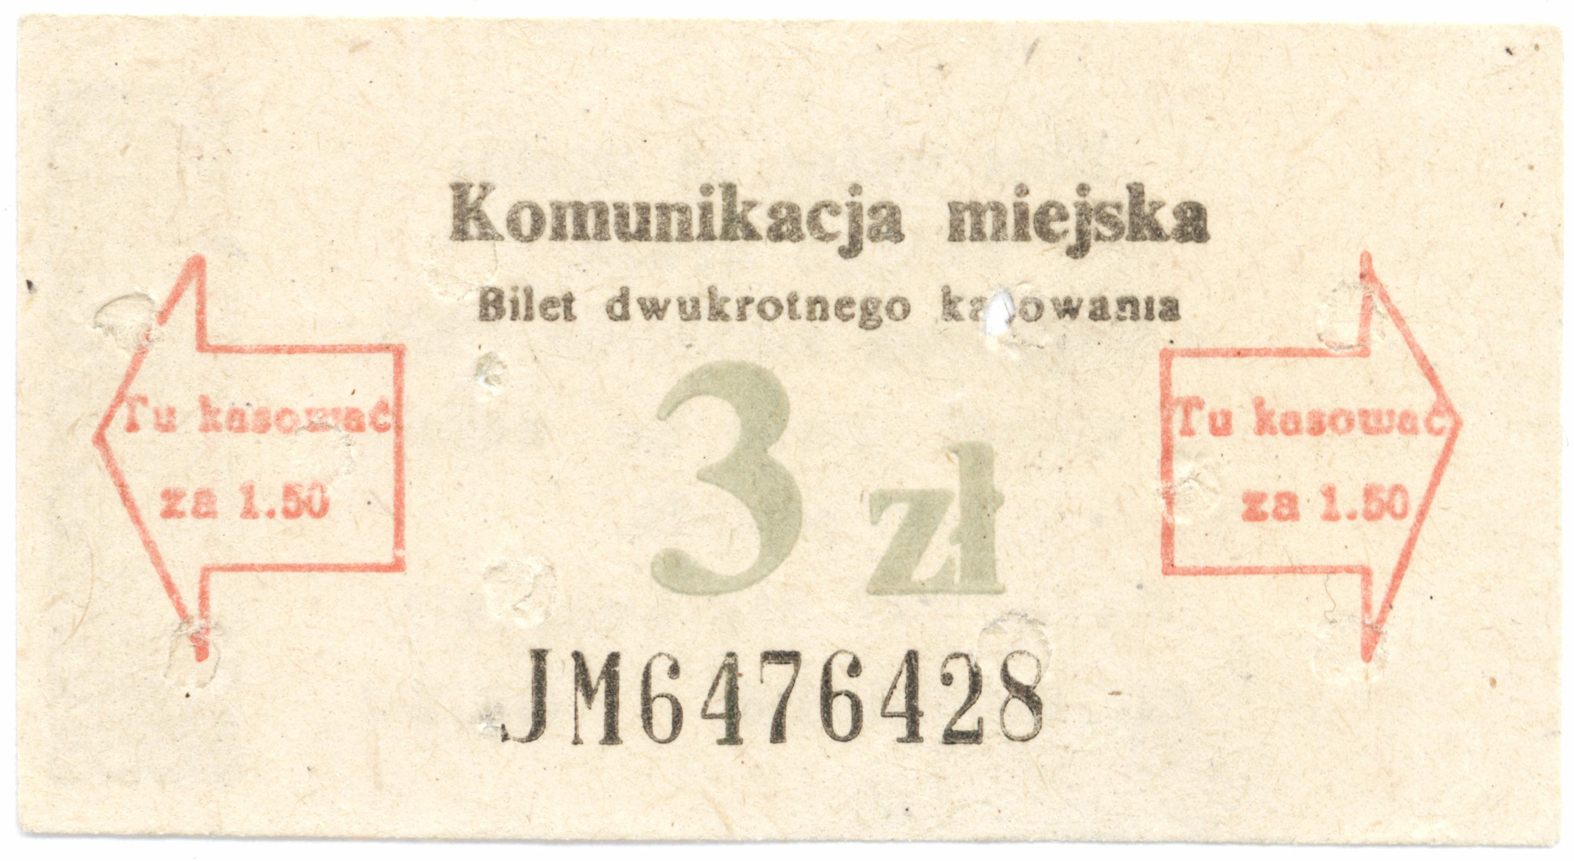 Komunikacja miejska
Bilet dwukrotnego kasowania
Tu kasować
za 1.50
3 zł
Tu kasować
za 1.50
JM6476428